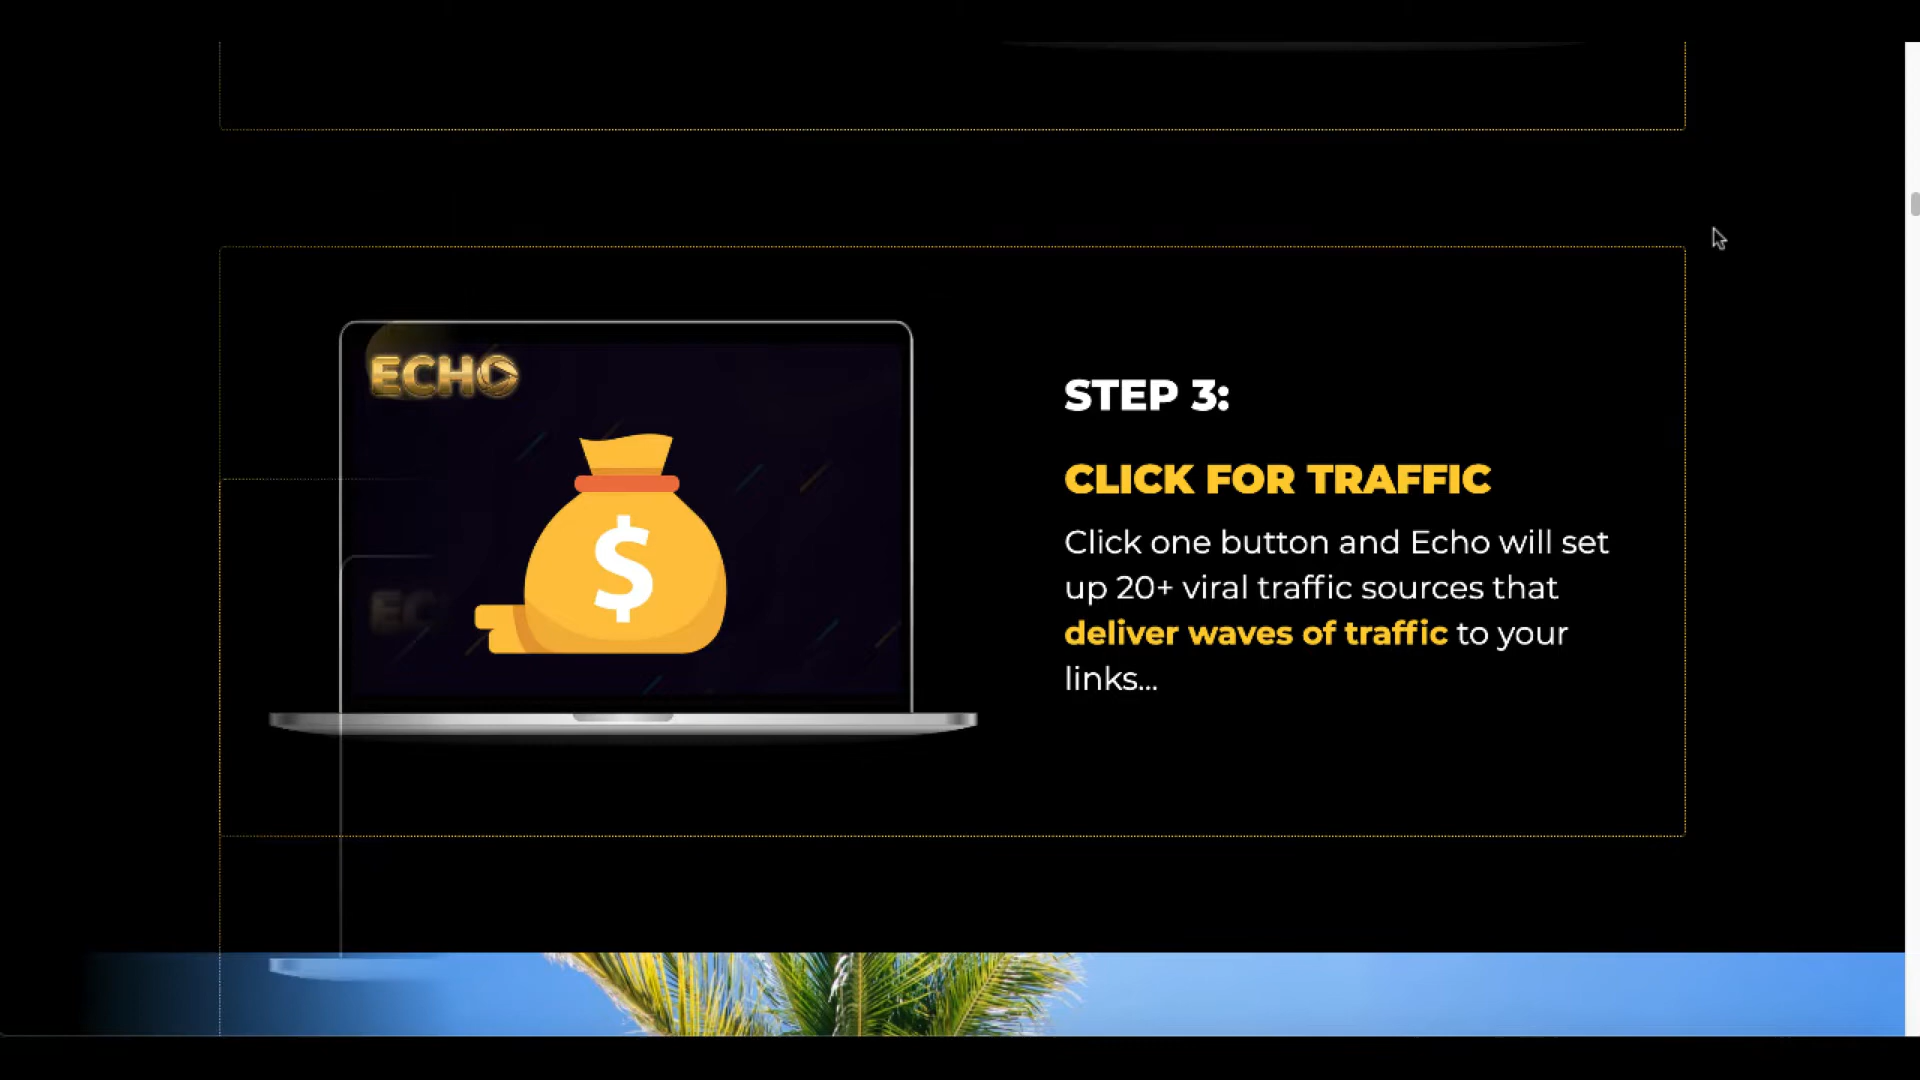 ECHO
$
EC
STEP 3:
CLICK FOR TRAFFIC
Click one button and Echo will set
up 20+ viral traffic sources that
deliver waves of traffic to your
links...